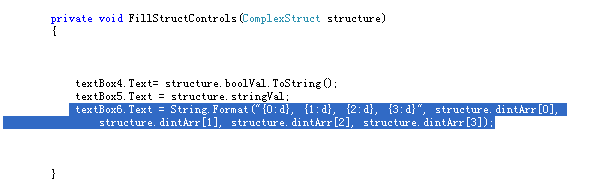 private void FillStructControls(ComplexStruct structure)
{
textBox4.Text= structure.boolVal.ToString();
textBox5.Text = structure.stringVal;
textBox6.Text = String.Format("{0:d}, {1:d}, {2:d}, {3:d}", structure.dintArr[0],
structure.dintArr[1], structure.dintArr[2], structure.dintArr[3]);
}